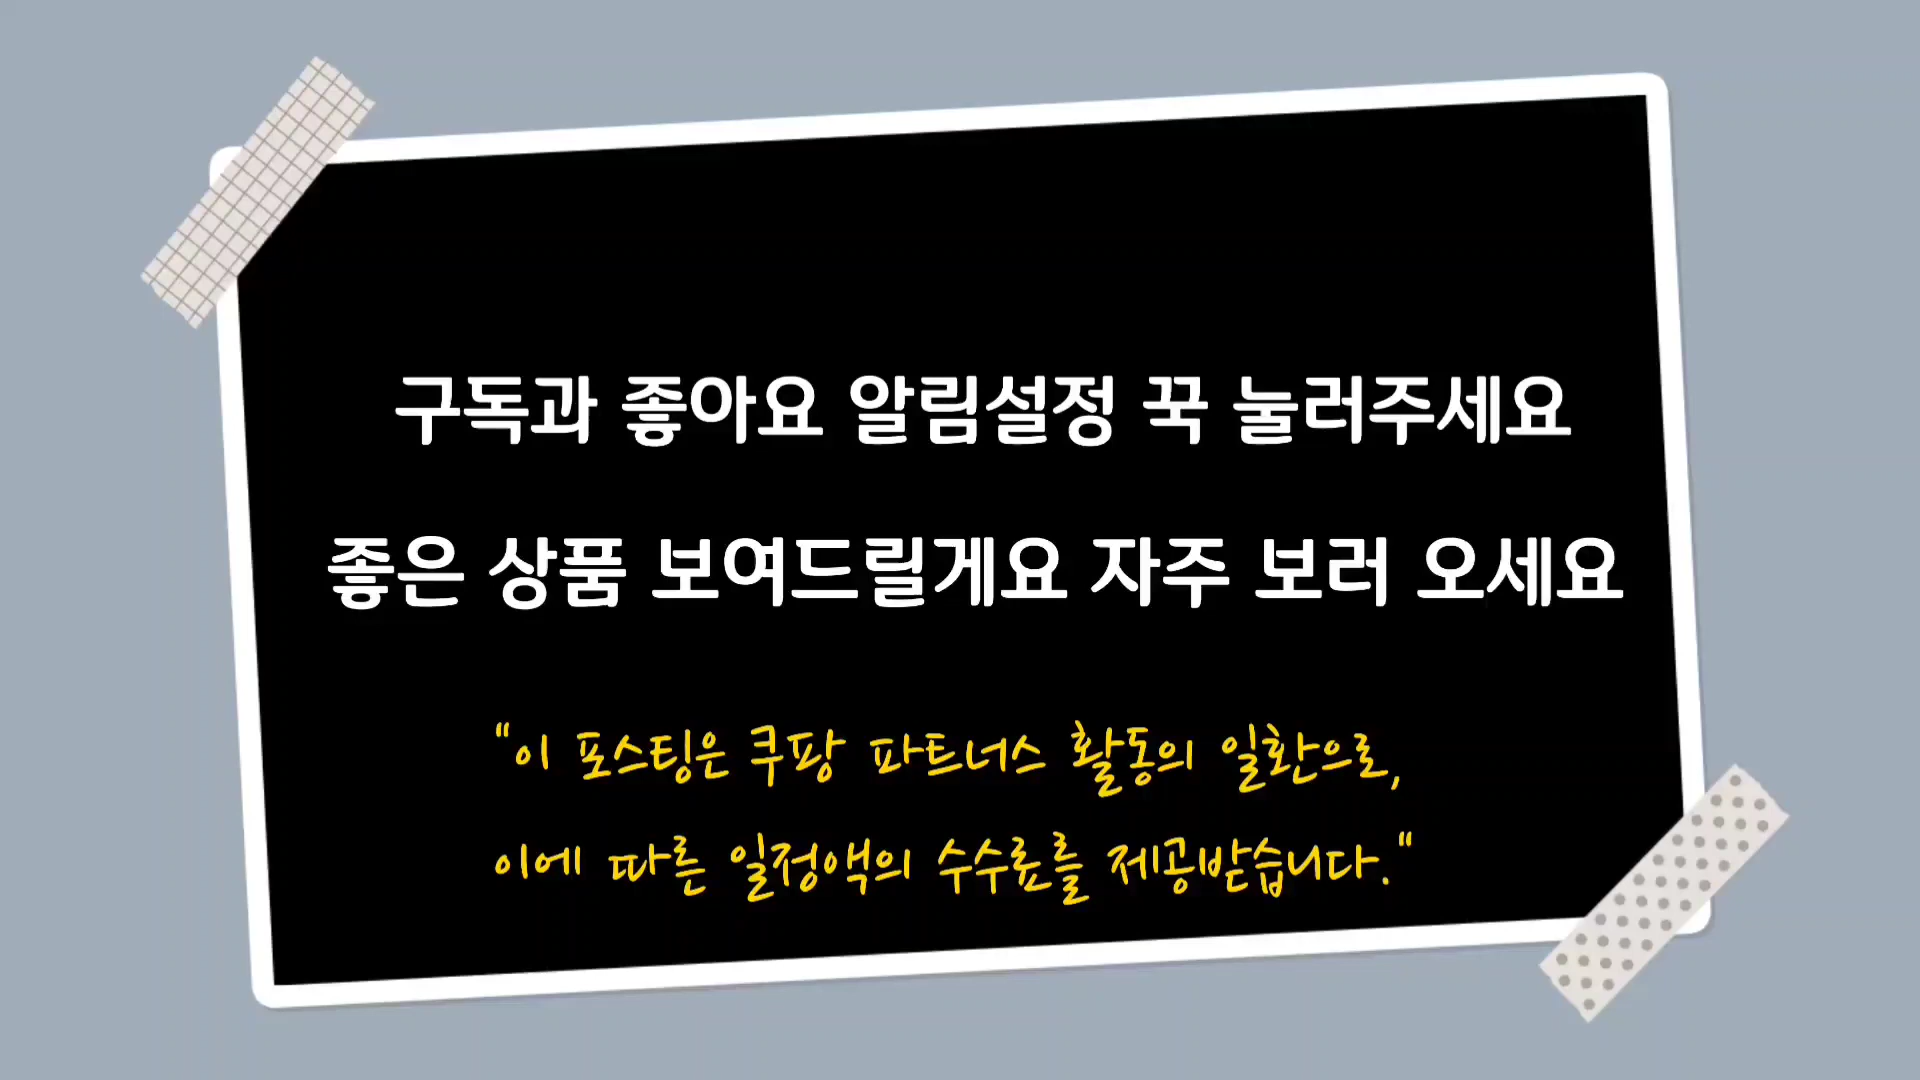 구독과 좋아요 알림설정 꾹 눌러주세요
좋은 상품 보여드릴게요 자주 보러 오세요
"이 포스팅은 쿠팡 파트너스 활동의 일환으로,
이에 따른 일정액의 수수료를 제공받습니다."